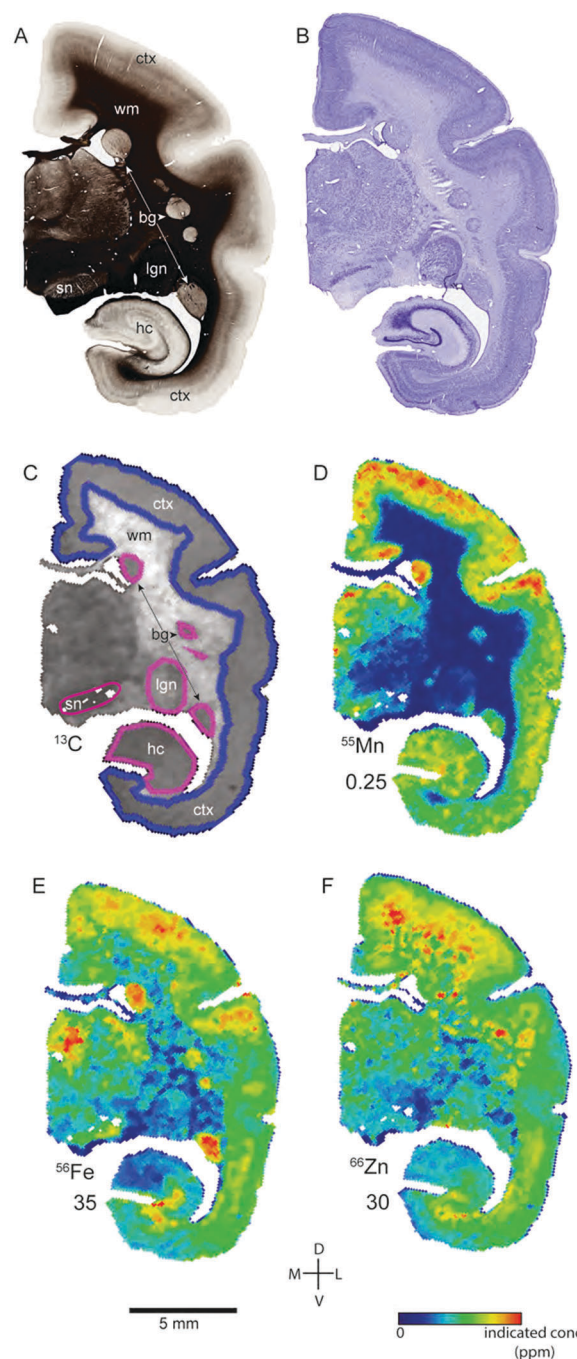 A
B
ctx
wm
bg
lgn
sn
hc
ctx
C
D
ctx
wm
bg
lgn
sn
¹³C
hc
ctx
⁵⁵Mn
0.25
E
F
⁵⁶Fe
35
⁶⁶Zn
30
D
M L
V
5 mm
0 indicated conc
(ppm)